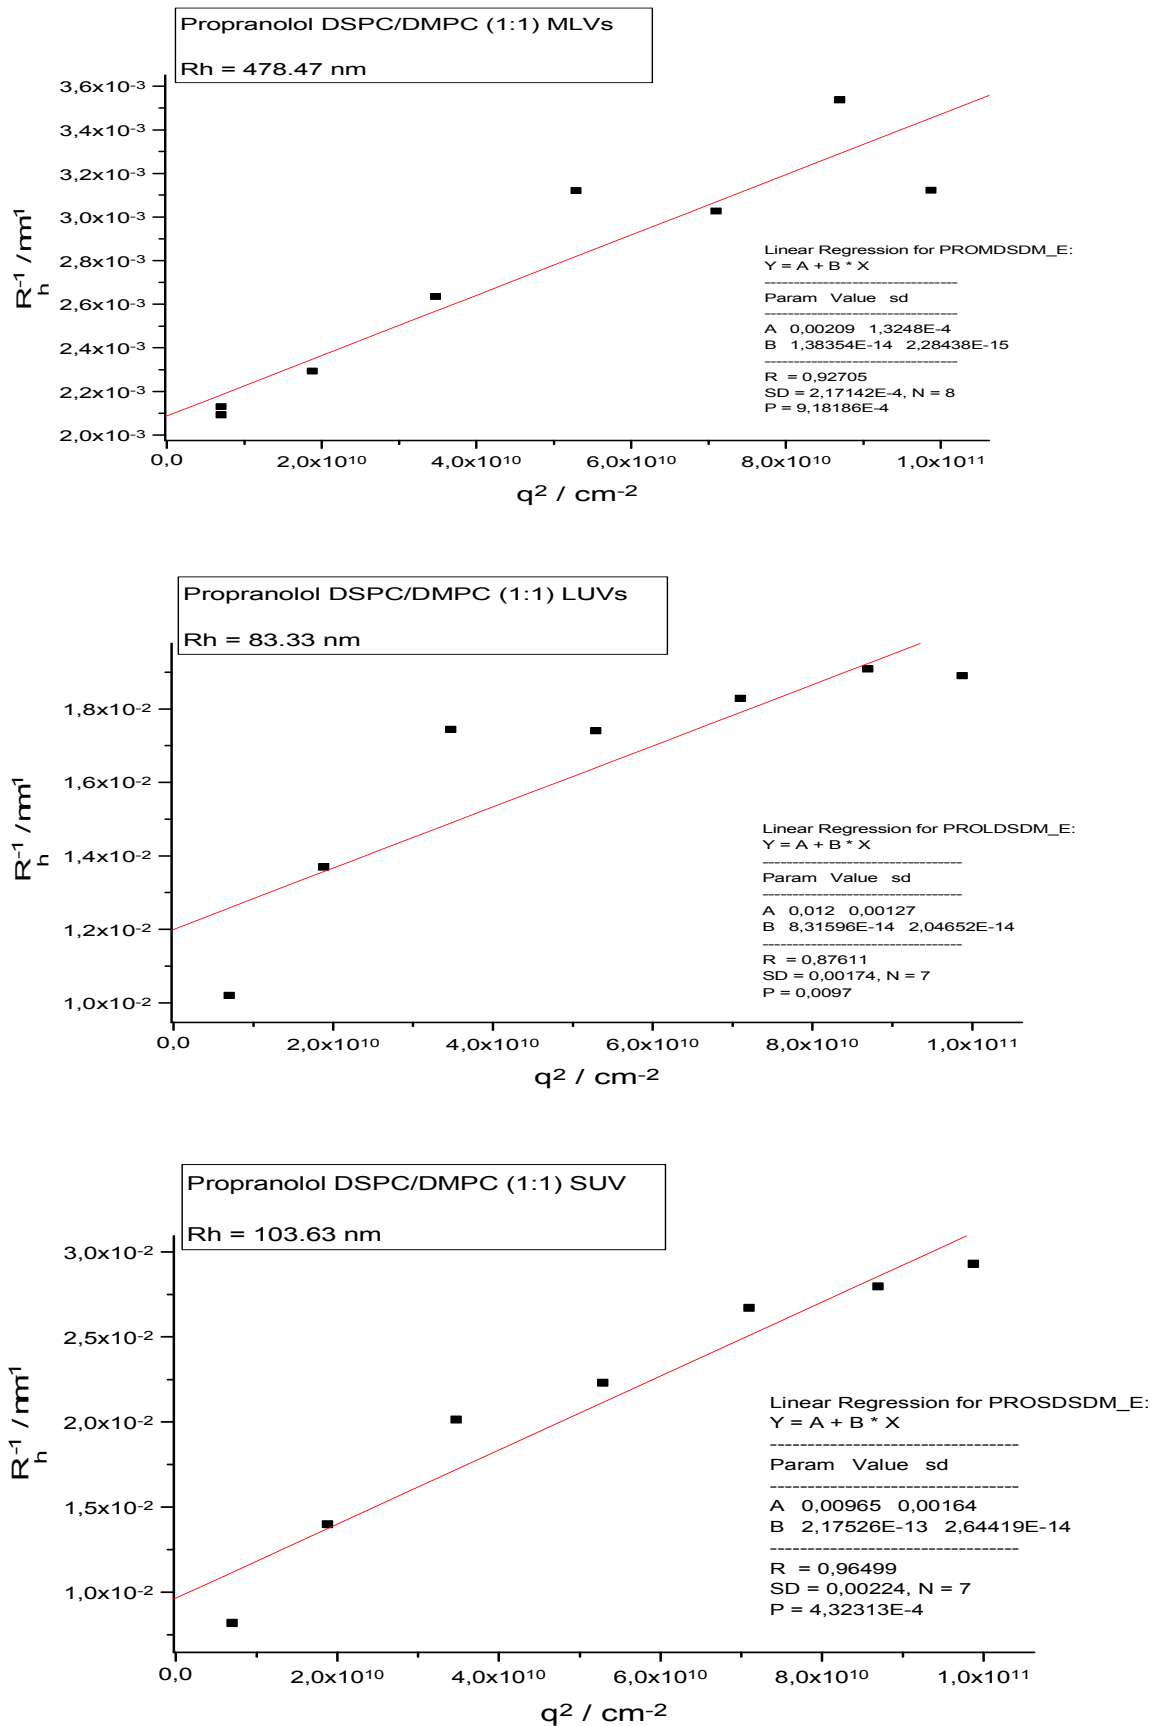 Propranolol DSPC/DMPC (1:1) MLVs
Rh = 478.47 nm
3,6x10-3
3,4x10-3
3,2x10-3
3,0x10-3
2,8x10-3
2,6x10-3
2,4x10-3
2,2x10-3
2,0x10-3
Rh-1 / nm1
0,0 2,0x1010 4,0x1010 6,0x1010 8,0x1010 1,0x1011
q2 / cm-2
Linear Regression for PROMDSDM_E:
Y = A + B * X
---------------------------------
Param Value sd
---------------------------------
A 0,00209 1,3248E-4
B 1,38354E-14 2,28438E-15
---------------------------------
R = 0,92705
SD = 2,17142E-4, N = 8
P = 9,18186E-4
Propranolol DSPC/DMPC (1:1) LUVs
Rh = 83.33 nm
1,8x10-2
1,6x10-2
1,4x10-2
1,2x10-2
1,0x10-2
Rh-1 / nm1
0,0 2,0x1010 4,0x1010 6,0x1010 8,0x1010 1,0x1011
q2 / cm-2
Linear Regression for PROLDSDM_E:
Y = A + B * X
---------------------------------
Param Value sd
---------------------------------
A 0,012 0,00127
B 8,31596E-14 2,04652E-14
---------------------------------
R = 0,87611
SD = 0,00174, N = 7
P = 0,0097
Propranolol DSPC/DMPC (1:1) SUV
Rh = 103.63 nm
3,0x10-2
2,5x10-2
2,0x10-2
1,5x10-2
1,0x10-2
Rh-1 / nm1
0,0 2,0x1010 4,0x1010 6,0x1010 8,0x1010 1,0x1011
q2 / cm-2
Linear Regression for PROSDSDM_E:
Y = A + B * X
---------------------------------
Param Value sd
---------------------------------
A 0,00965 0,00164
B 2,17526E-13 2,64419E-14
---------------------------------
R = 0,96499
SD = 0,00224, N = 7
P = 4,32313E-4